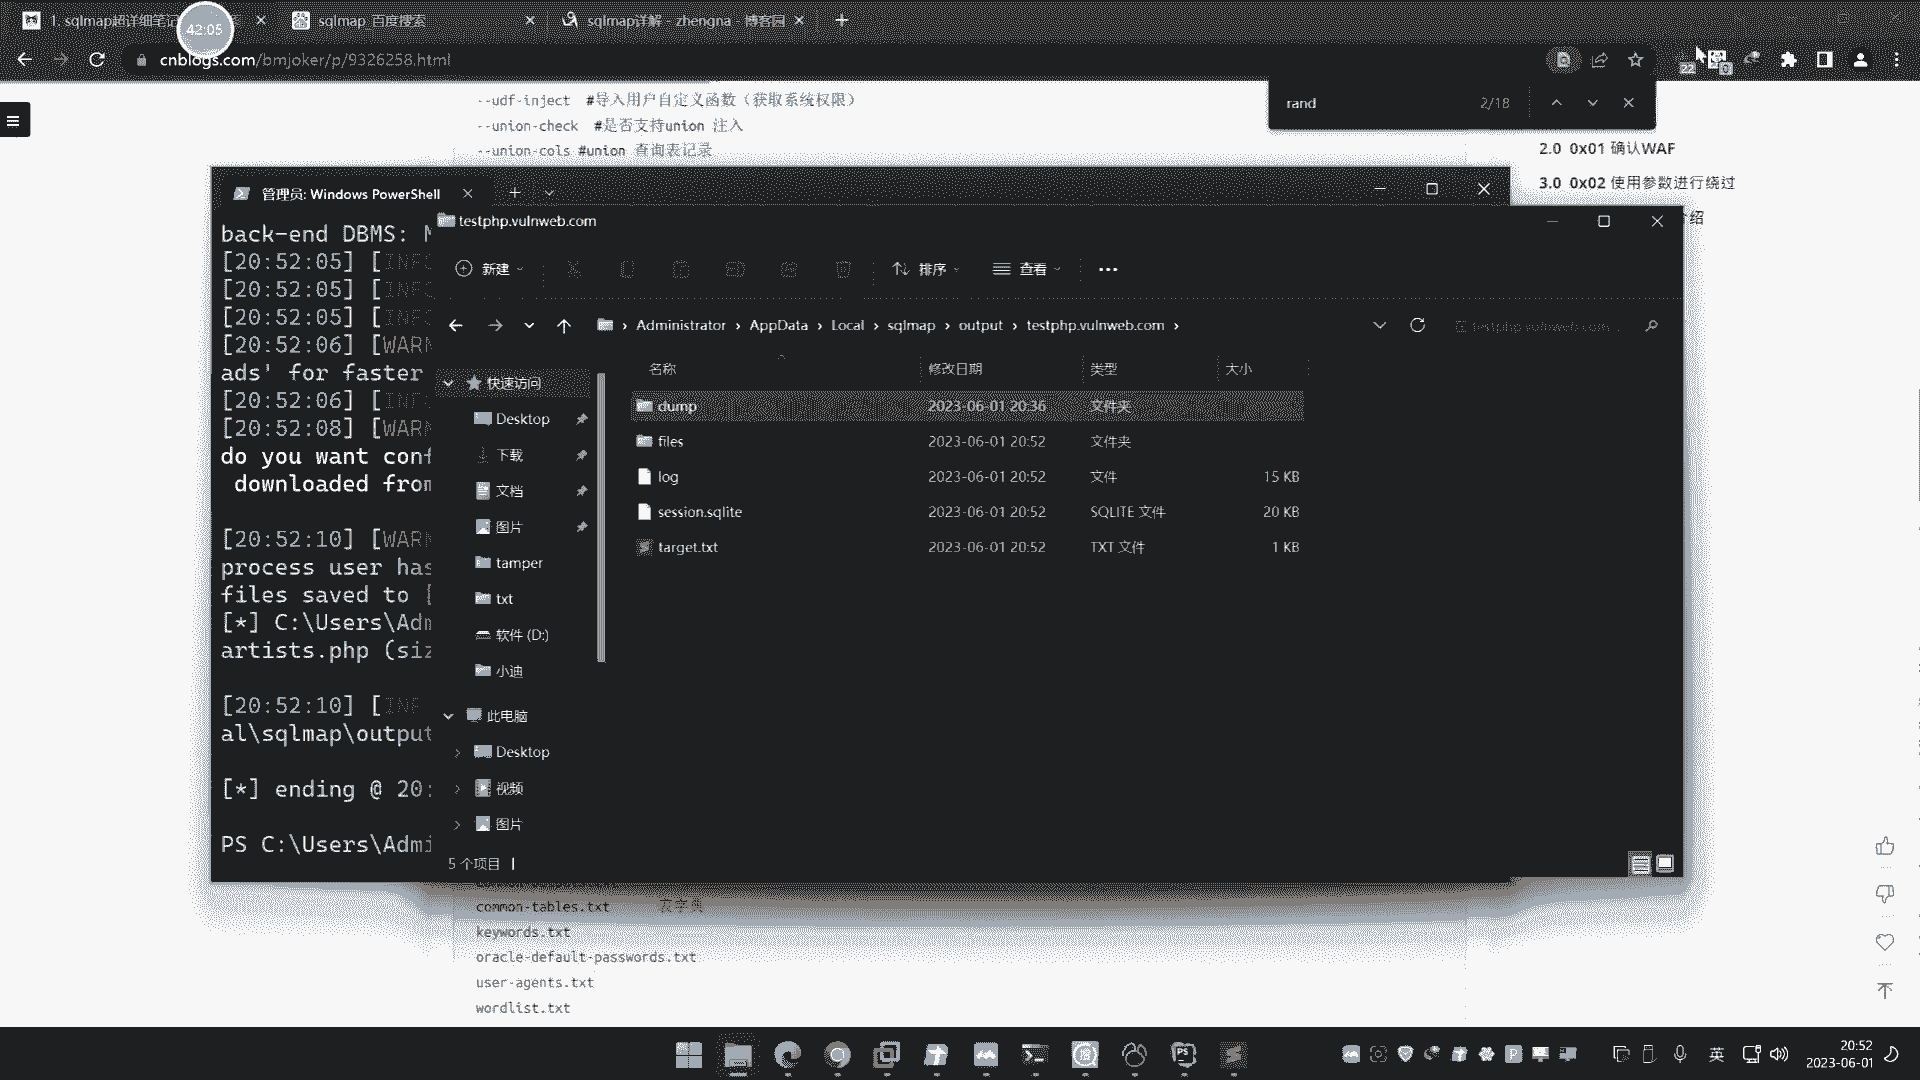 1. sqlmap超详细笔记
sqlmap_百度搜索
sqlmap详解 - zhengna - 博客园
42:05
cnblogs.com/bmjoker/p/9326258.html
22
0
rand
2/18
--udf-inject #导入用户自定义函数（获取系统权限）
--union-check #是否支持union 注入
--union-cols #union 查询表记录
2.0 0x01 确认WAF
3.0 0x02 使用参数进行绕过
绍
管理员: Windows PowerShell
back-end DBMS:
[20:52:05] [INFO
[20:52:05] [INFO
[20:52:05] [INFO
[20:52:06] [WARN
ads' for faster
[20:52:06] [INFO
[20:52:08] [WARN
do you want conf
downloaded from
[20:52:10] [WARN
process user has
files saved to [
[*] C:\Users\Adm
artists.php (siz
[20:52:10] [INF
al\sqlmap\output
[*] ending @ 20:
PS C:\Users\Admi
testphp.vulnweb.com
新建
排序
查看
Administrator
AppData
Local
sqlmap
output
testphp.vulnweb.com
testphp.vulnweb.com
名称
修改日期
类型
大小
dump
2023-06-01 20:36
文件夹
files
2023-06-01 20:52
文件夹
log
2023-06-01 20:52
文件
15 KB
session.sqlite
2023-06-01 20:52
SQLITE 文件
20 KB
target.txt
2023-06-01 20:52
TXT 文件
1 KB
快速访问
Desktop
下载
文档
图片
tamper
txt
软件 (D:)
小迪
此电脑
Desktop
视频
图片
5 个项目
common-tables.txt 表字典
keywords.txt
oracle-default-passwords.txt
user-agents.txt
wordlist.txt
英
20:52
2023-06-01